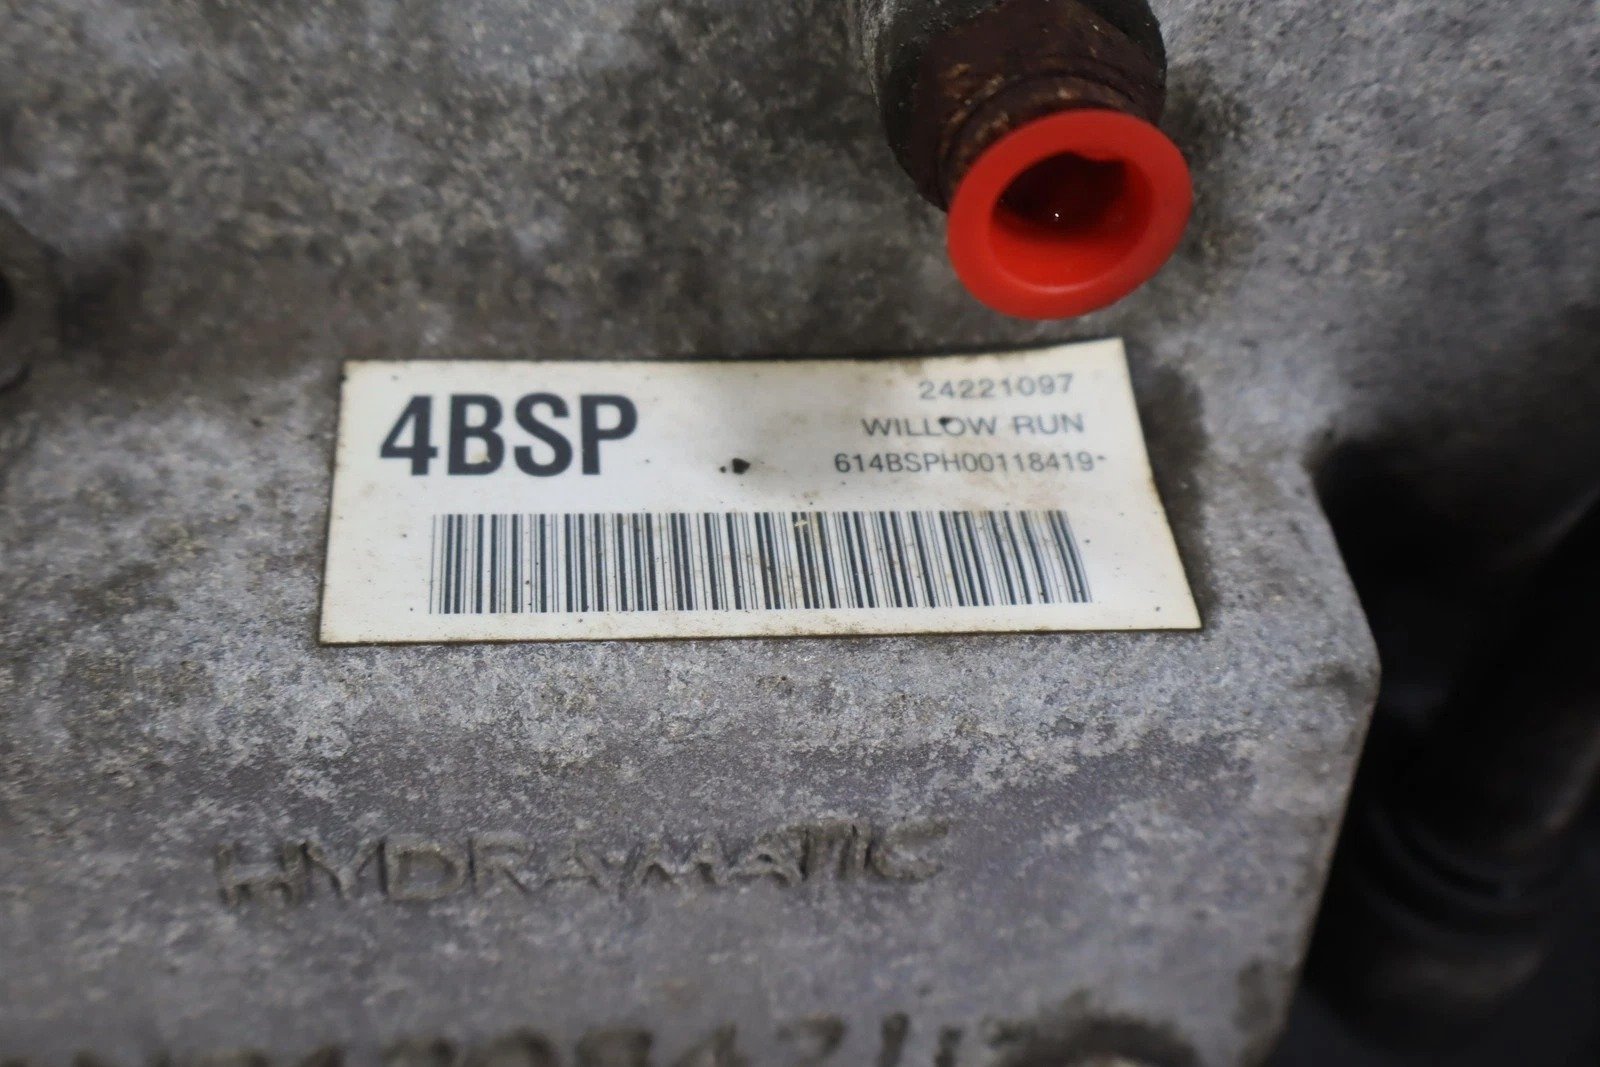 4BSP
24221097
WILLOW RUN
614BSPH00118419-
HYDRAMATIC